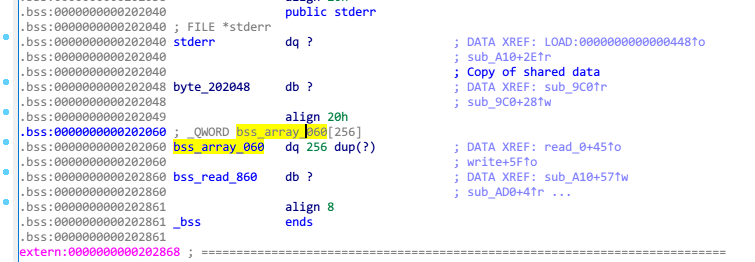 .bss:0000000000202040 public stderr
.bss:0000000000202040 ; FILE *stderr
.bss:0000000000202040 stderr dq ? ; DATA XREF: LOAD:0000000000000448↑o
.bss:0000000000202040 ; sub_A10+2E↑r
.bss:0000000000202040 ; Copy of shared data
.bss:0000000000202048 byte_202048 db ? ; DATA XREF: sub_9C0↑r
.bss:0000000000202048 ; sub_9C0+28↑w
.bss:0000000000202049 align 20h
.bss:0000000000202060 ; _QWORD bss_array_060[256]
.bss:0000000000202060 bss_array_060 dq 256 dup(?) ; DATA XREF: read_0+45↑o
.bss:0000000000202060 ; write+5F↑o
.bss:0000000000202860 bss_read_860 db ? ; DATA XREF: sub_A10+57↑w
.bss:0000000000202860 ; sub_AD0+4↑r ...
.bss:0000000000202861 align 8
.bss:0000000000202861 _bss ends
.bss:0000000000202861
extern:0000000000202868 ; ===========================================================================